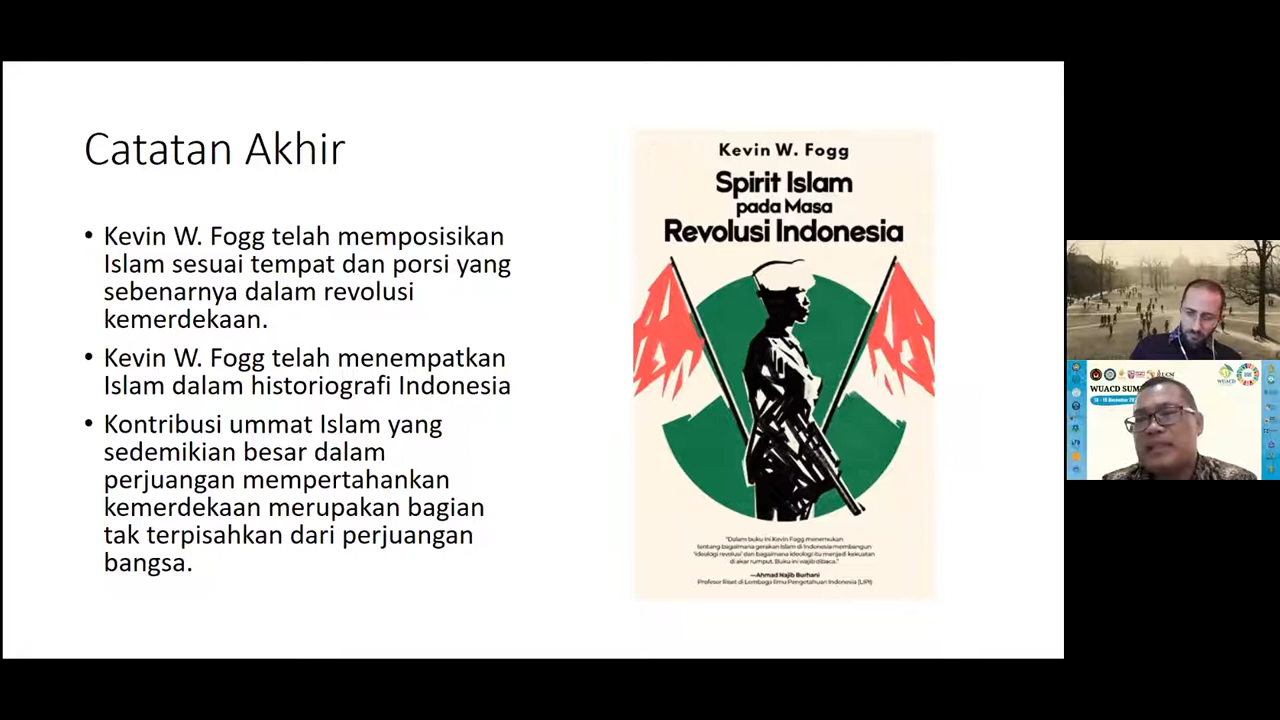 Catatan Akhir
• Kevin W. Fogg telah memposisikan
Islam sesuai tempat dan porsi yang
sebenarnya dalam revolusi
kemerdekaan.
• Kevin W. Fogg telah menempatkan
Islam dalam historiografi Indonesia
• Kontribusi ummat Islam yang
sedemikian besar dalam
perjuangan mempertahankan
kemerdekaan merupakan bagian
tak terpisahkan dari perjuangan
bangsa.
Kevin W. Fogg
Spirit Islam
pada Masa
Revolusi Indonesia
"Dalam buku ini Kevin Fogg menemukan
tentang bagaimana gerakan Islam di Indonesia membangun
'ideologi revolusi' dan bagaimana ideologi itu menjadi kekuatan
di akar rumput. Buku ini wajib dibaca."
—Ahmad Najib Burhani
Profesor Riset di Lembaga Ilmu Pengetahuan Indonesia (LIPI)
WUACD